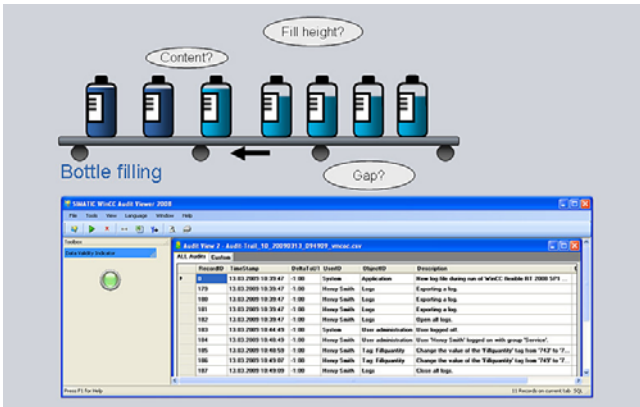 Fill height?
Content?
Gap?
Bottle filling
SIMATIC WinCC Audit Viewer 2008
File Tools View Language Window Help
Toolbox
Data Validity Indicator
Audit View 2 - Audit-Trail_10_20090313_094901_vmcoc.csv
ALL Audits Custom
RecordID TimeStamp DeltaToUT UserID ObjectID Description
0 13.03.2009 10:39:47 -1:00 System Application New log file during run of WinCC flexible RT 2008 SP1 ...
179 13.03.2009 10:39:47 -1:00 Henry Smith Logs Exporting a log.
180 13.03.2009 10:39:47 -1:00 Henry Smith Logs Exporting a log.
181 13.03.2009 10:39:47 -1:00 Henry Smith Logs Exporting a log.
182 13.03.2009 10:39:47 -1:00 Henry Smith Logs Open all logs.
183 13.03.2009 10:44:49 -1:00 System User administration User logged off.
184 13.03.2009 10:48:49 -1:00 Henry Smith User administration User 'Henry Smith' logged on with group 'Service'.
185 13.03.2009 10:48:59 -1:00 Henry Smith Tag: Fillquantity Change the value of the 'Fillquantity' tag from '743' to '7...
186 13.03.2009 10:49:07 -1:00 Henry Smith Tag: Fillquantity Change the value of the 'Fillquantity' tag from '742' to '7...
187 13.03.2009 10:49:09 -1:00 Henry Smith Logs Close all logs.
Press F1 for Help
11 Records on current tab SQL